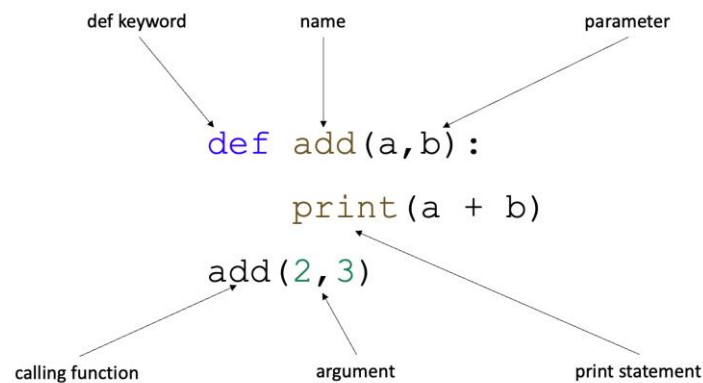 def keyword name parameter
def add(a,b):
print(a + b)
add(2,3)
calling function argument print statement